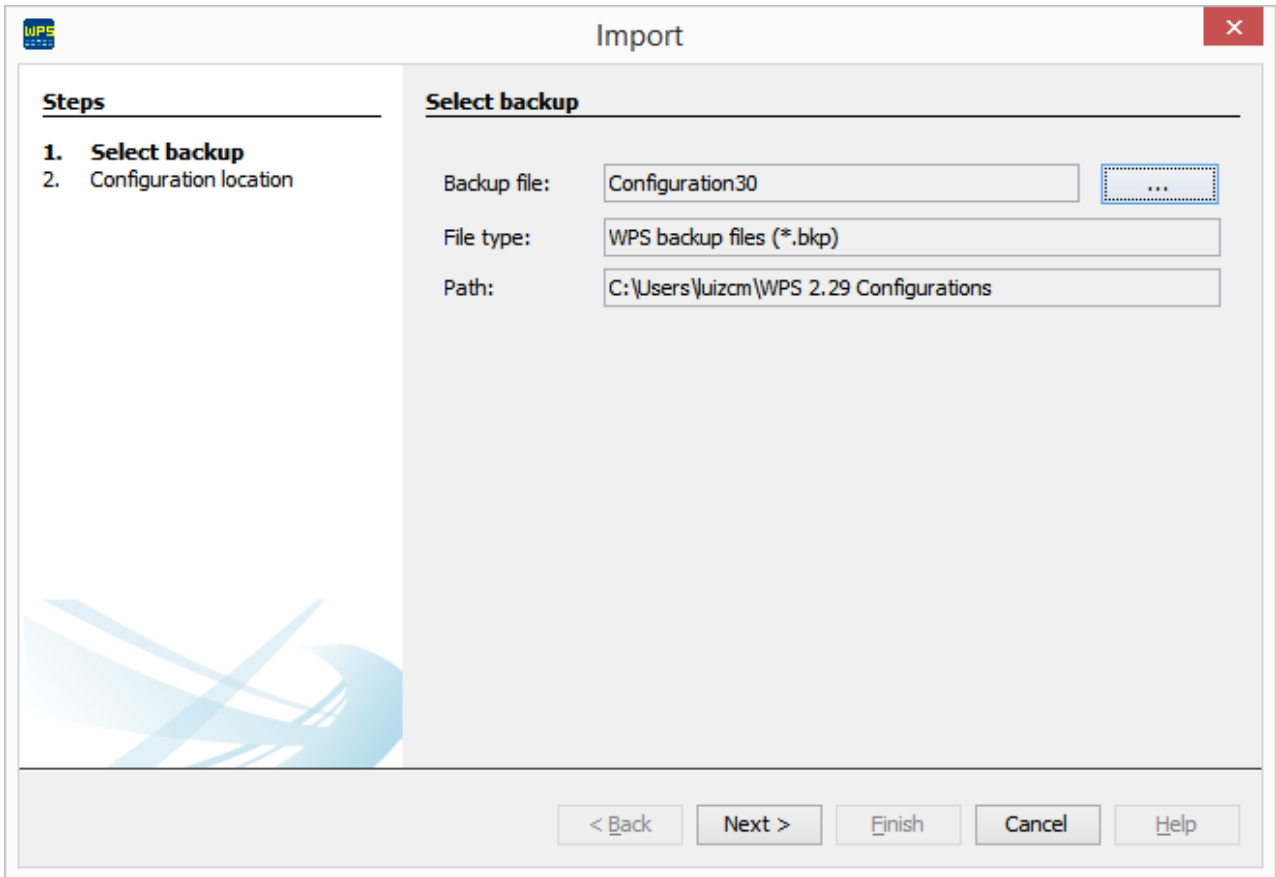 WPS
Import
Steps
1. Select backup
2. Configuration location
Select backup
Backup file: Configuration30 ...
File type: WPS backup files (*.bkp)
Path: C:\Users\luizcm\WPS 2.29 Configurations
< Back Next > Finish Cancel Help